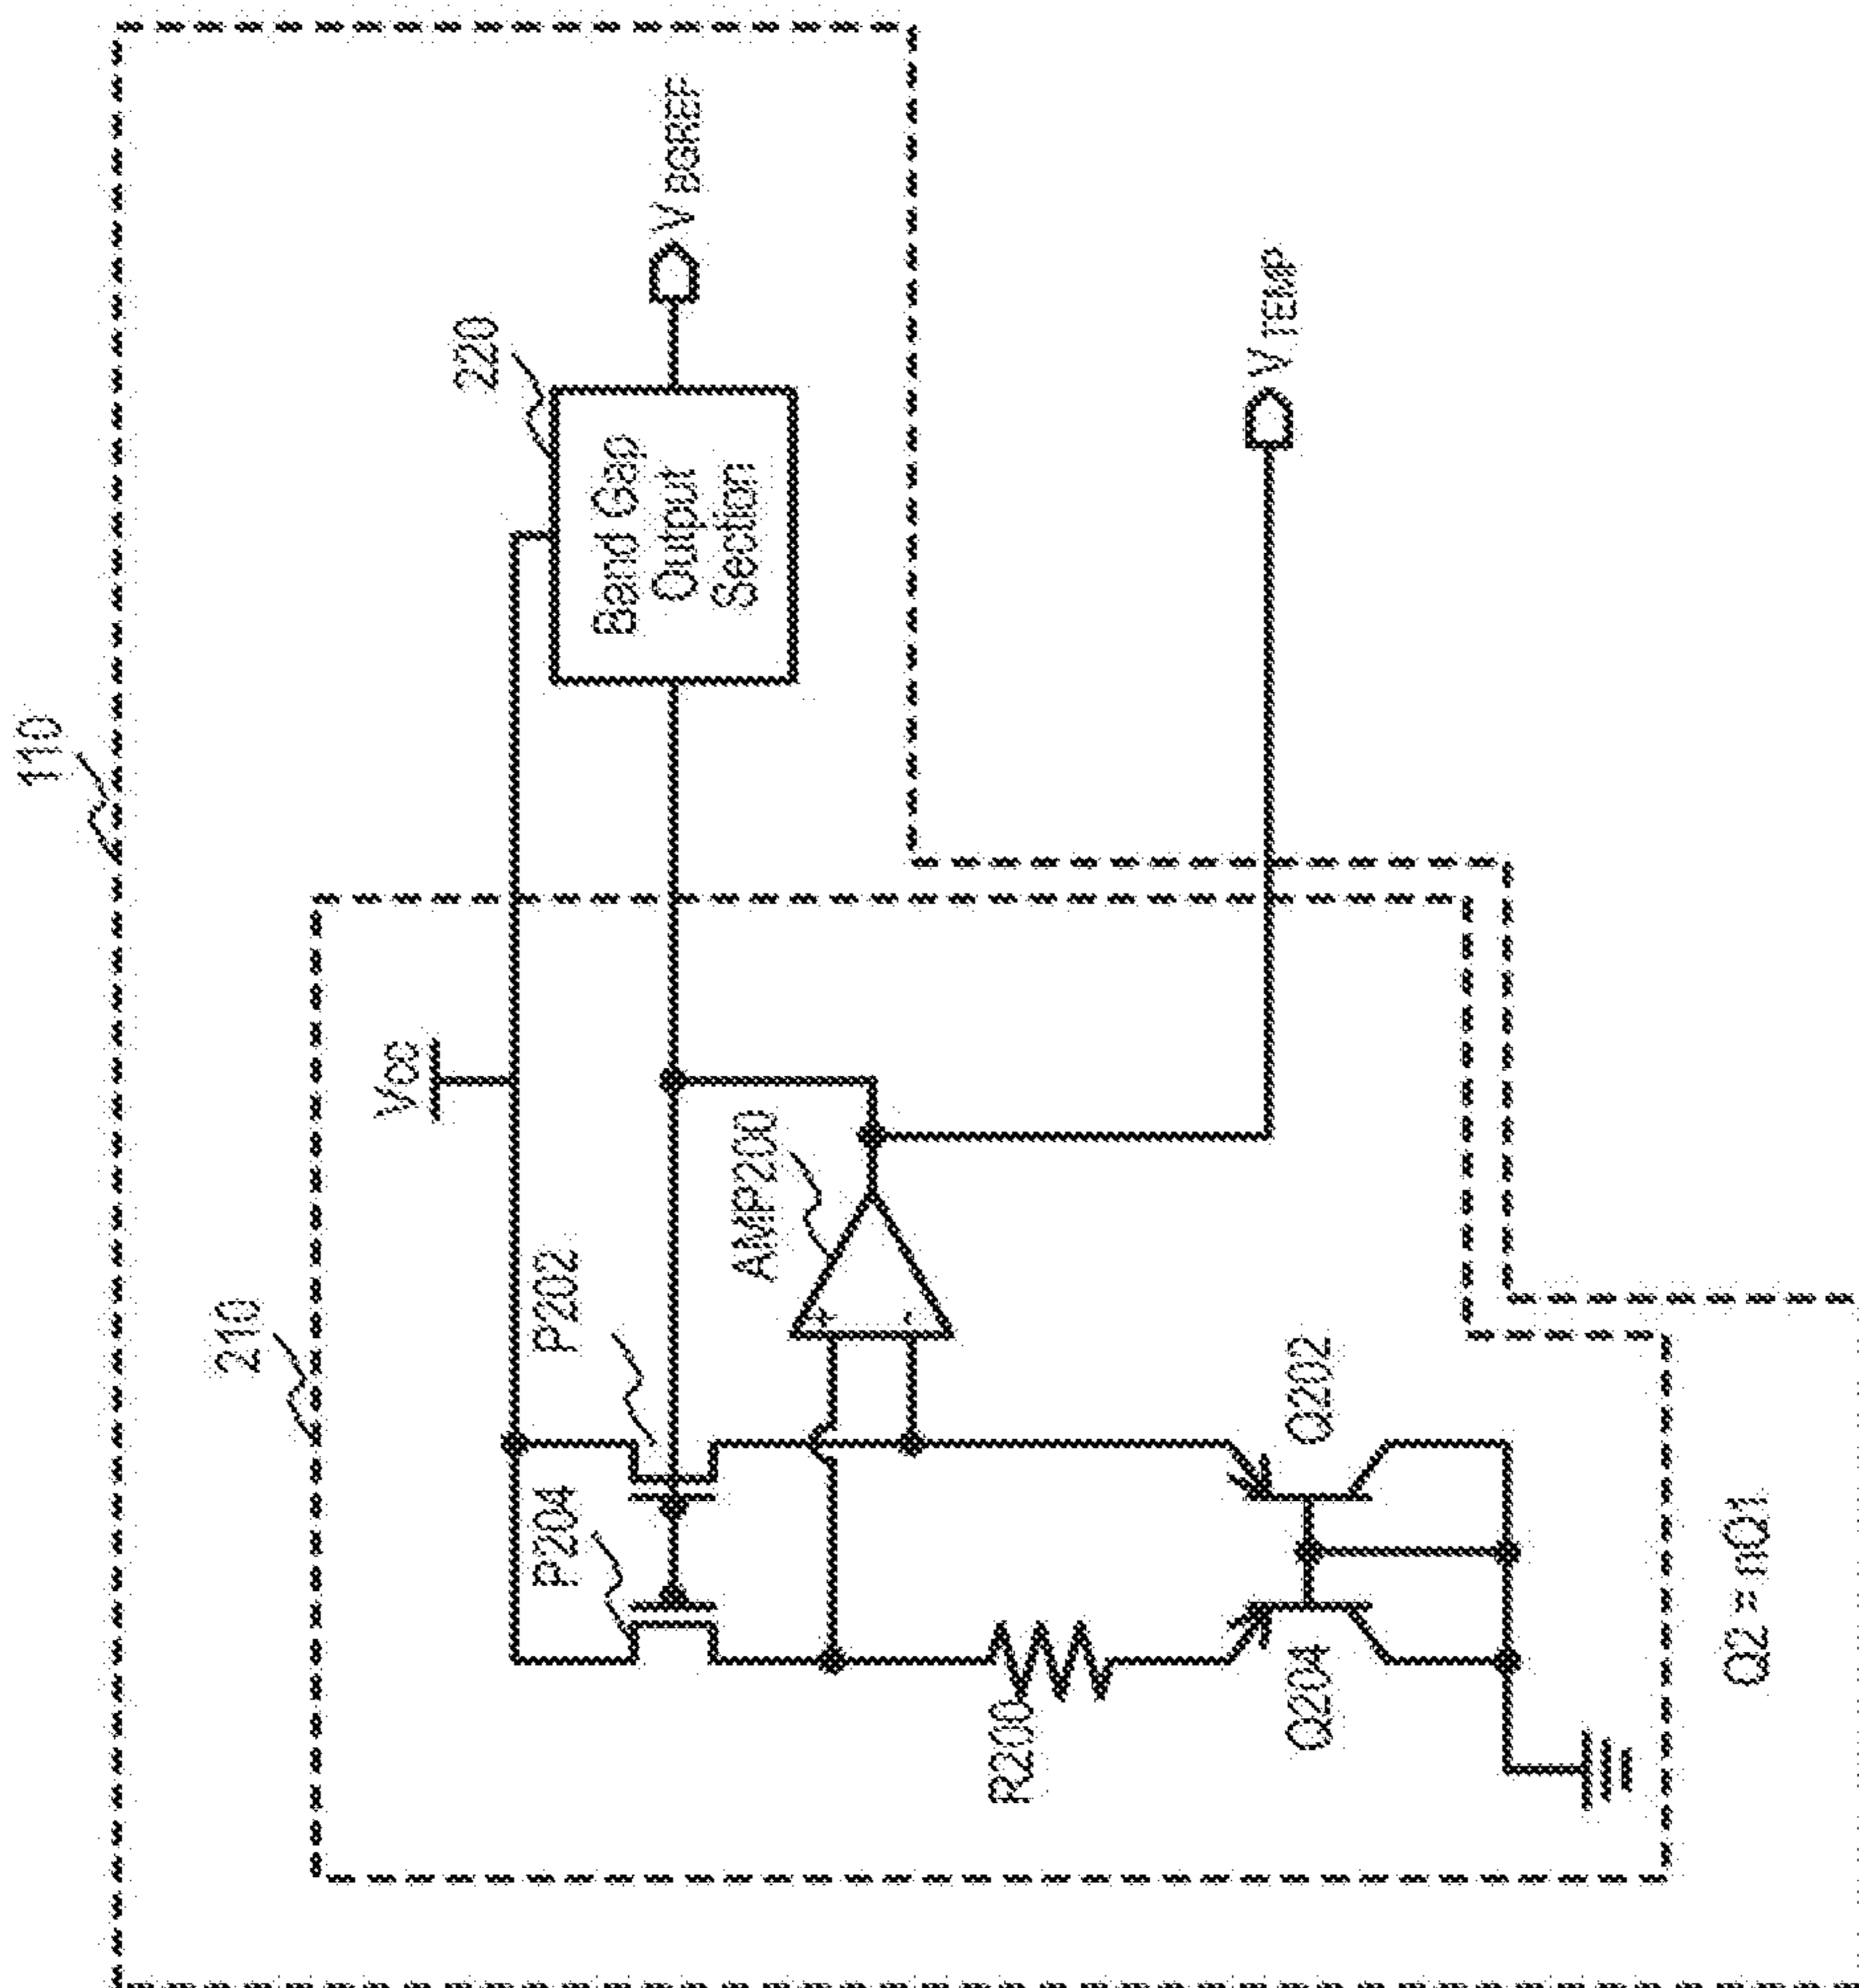 110
210
Vcc
220
P204
P202
Band Gap
Output
Section
V BGREF
AMP200
+
-
R200
V TEMP
Q204
Q202
Q2 = nQ1